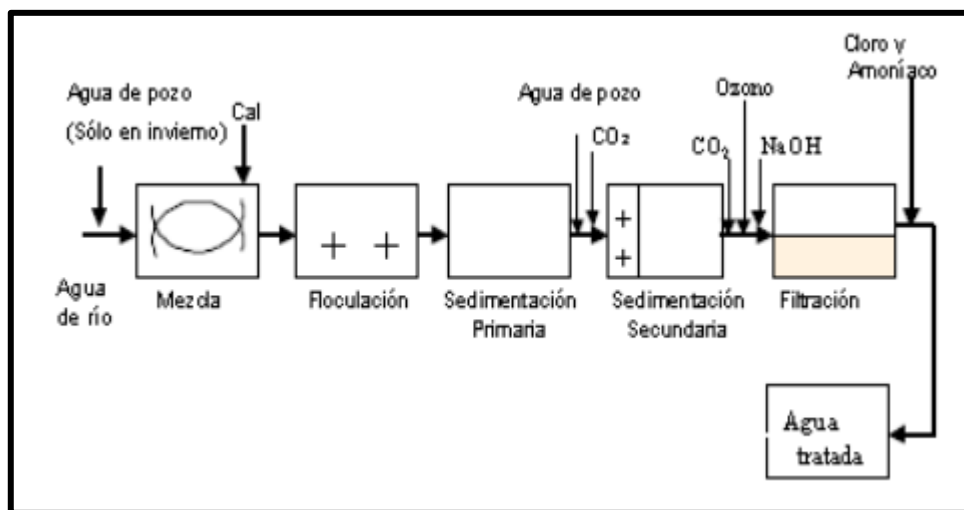 Cloro y
Amoníaco
Agua de pozo
(Sólo en invierno)
Cal
Agua de pozo
CO₂
Ozono
CO₂
NaOH
Agua
de río
Mezcla
Floculación
Sedimentación
Primaria
Sedimentación
Secundaria
Filtración
Agua
tratada